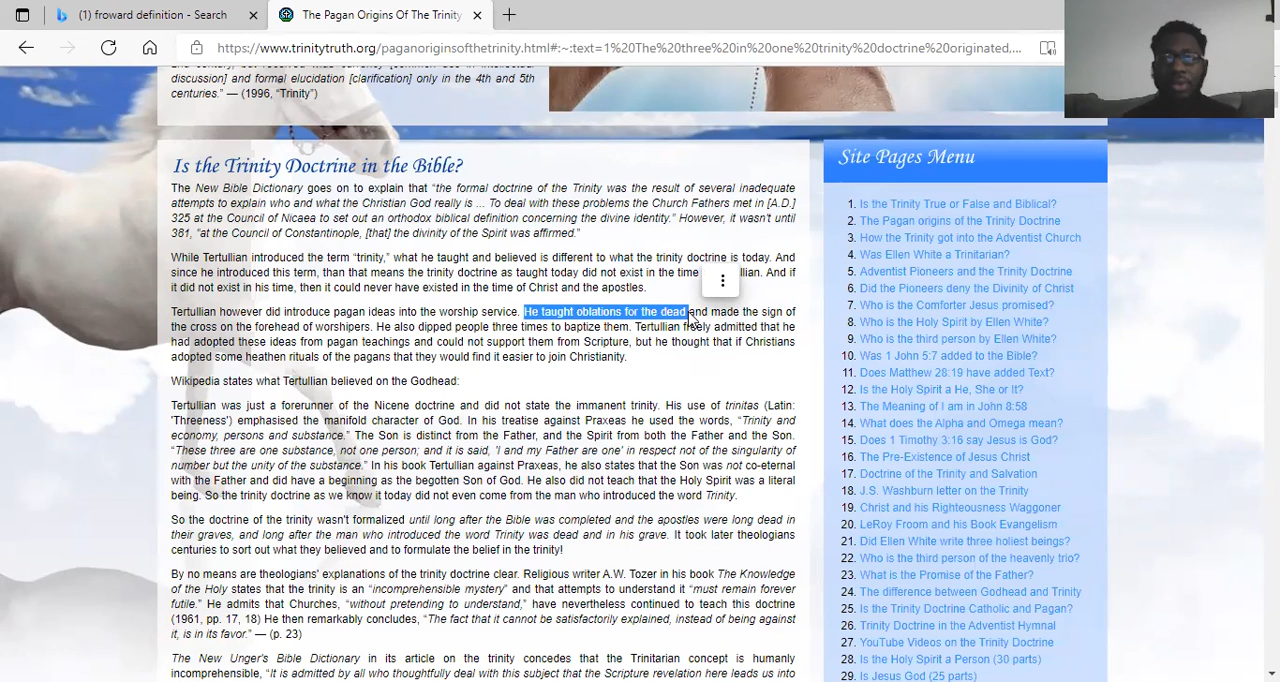 (1) froward definition - Search
The Pagan Origins Of The Trinity
https://www.trinitytruth.org/paganoriginsofthetrinity.html#:~:text=1%20The%20three%20in%20one%20trinity%20doctrine%20originated,...
discussion] and formal elucidation [clarification] only in the 4th and 5th
centuries.” — (1996, “Trinity”)
Is the Trinity Doctrine in the Bible?
The New Bible Dictionary goes on to explain that “the formal doctrine of the Trinity was the result of several inadequate
attempts to explain who and what the Christian God really is ... To deal with these problems the Church Fathers met in [A.D.]
325 at the Council of Nicaea to set out an orthodox biblical definition concerning the divine identity.” However, it wasn't until
381, “at the Council of Constantinople, [that] the divinity of the Spirit was affirmed.”
While Tertullian introduced the term “trinity,” what he taught and believed is different to what the trinity doctrine is today. And
since he introduced this term, than that means the trinity doctrine as taught today did not exist in the time llian. And if
it did not exist in his time, then it could never have existed in the time of Christ and the apostles.
Tertullian however did introduce pagan ideas into the worship service. He taught oblations for the dead and made the sign of
the cross on the forehead of worshipers. He also dipped people three times to baptize them. Tertullian freely admitted that he
had adopted these ideas from pagan teachings and could not support them from Scripture, but he thought that if Christians
adopted some heathen rituals of the pagans that they would find it easier to join Christianity.
Wikipedia states what Tertullian believed on the Godhead:
Tertullian was just a forerunner of the Nicene doctrine and did not state the immanent trinity. His use of trinitas (Latin:
'Threeness') emphasised the manifold character of God. In his treatise against Praxeas he used the words, “Trinity and
economy, persons and substance.” The Son is distinct from the Father, and the Spirit from both the Father and the Son.
“These three are one substance, not one person; and it is said, 'I and my Father are one' in respect not of the singularity of
number but the unity of the substance.” In his book Tertullian against Praxeas, he also states that the Son was not co-eternal
with the Father and did have a beginning as the begotten Son of God. He also did not teach that the Holy Spirit was a literal
being. So the trinity doctrine as we know it today did not even come from the man who introduced the word Trinity.
So the doctrine of the trinity wasn't formalized until long after the Bible was completed and the apostles were long dead in
their graves, and long after the man who introduced the word Trinity was dead and in his grave. It took later theologians
centuries to sort out what they believed and to formulate the belief in the trinity!
By no means are theologians' explanations of the trinity doctrine clear. Religious writer A.W. Tozer in his book The Knowledge
of the Holy states that the trinity is an “incomprehensible mystery” and that attempts to understand it “must remain forever
futile.” He admits that Churches, “without pretending to understand,” have nevertheless continued to teach this doctrine
(1961, pp. 17, 18) He then remarkably concludes, “The fact that it cannot be satisfactorily explained, instead of being against
it, is in its favor.” — (p. 23)
The New Unger's Bible Dictionary in its article on the trinity concedes that the Trinitarian concept is humanly
incomprehensible, “It is admitted by all who thoughtfully deal with this subject that the Scripture revelation here leads us into
Site Pages Menu
1. Is the Trinity True or False and Biblical?
2. The Pagan origins of the Trinity Doctrine
3. How the Trinity got into the Adventist Church
4. Was Ellen White a Trinitarian?
5. Adventist Pioneers and the Trinity Doctrine
6. Did the Pioneers deny the Divinity of Christ
7. Who is the Comforter Jesus promised?
8. Who is the Holy Spirit by Ellen White?
9. Who is the third person by Ellen White?
10. Was 1 John 5:7 added to the Bible?
11. Does Matthew 28:19 have added Text?
12. Is the Holy Spirit a He, She or It?
13. The Meaning of I am in John 8:58
14. What does the Alpha and Omega mean?
15. Does 1 Timothy 3:16 say Jesus is God?
16. The Pre-Existence of Jesus Christ
17. Doctrine of the Trinity and Salvation
18. J.S. Washburn letter on the Trinity
19. Christ and his Righteousness Waggoner
20. LeRoy Froom and his Book Evangelism
21. Did Ellen White write three holiest beings?
22. Who is the third person of the heavenly trio?
23. What is the Promise of the Father?
24. The difference between Godhead and Trinity
25. Is the Trinity Doctrine Catholic and Pagan?
26. Trinity Doctrine in the Adventist Hymnal
27. YouTube Videos on the Trinity Doctrine
28. Is the Holy Spirit a Person (30 parts)
29. Is Jesus God (25 parts)